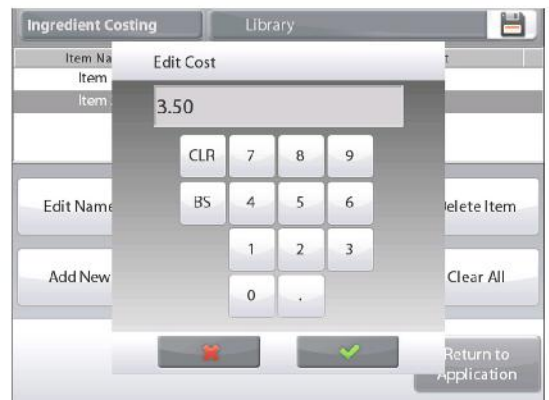 Ingredient Costing Library
Item Na
Item
Item
Edit Cost
3.50
CLR 7 8 9
BS 4 5 6
1 2 3
0 .
Edit Name
elete Item
Add New
Clear All
Return to
Application